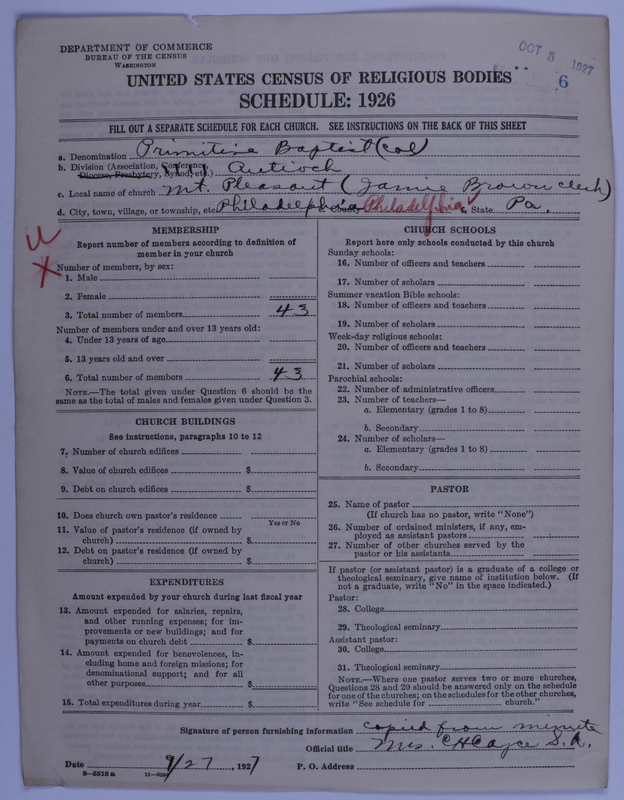 DEPARTMENT OF COMMERCE
BUREAU OF THE CENSUS
WASHINGTON
OCT 5 1927
6
UNITED STATES CENSUS OF RELIGIOUS BODIES
SCHEDULE: 1926
FILL OUT A SEPARATE SCHEDULE FOR EACH CHURCH. SEE INSTRUCTIONS ON THE BACK OF THIS SHEET
a. Denomination Primitive Baptist (Col)
b. Division (Association, Conference, Diocese, Presbytery, Synod, etc.) Antioch
c. Local name of church Mt. Pleasant (Jamie Brown clerk)
d. City, town, village, or township, etc. Philadelphia County Philadelphia State Pa.
MEMBERSHIP
Report number of members according to definition of
member in your church
Number of members, by sex:
1. Male
2. Female
3. Total number of members 43
Number of members under and over 13 years old:
4. Under 13 years of age
5. 13 years old and over
6. Total number of members 43
NOTE.—The total given under Question 6 should be the
same as the total of males and females given under Question 3.
CHURCH BUILDINGS
See instructions, paragraphs 10 to 12
7. Number of church edifices
8. Value of church edifices $
9. Debt on church edifices $
10. Does church own pastor's residence
Yes or No
11. Value of pastor's residence (if owned by
church) $
12. Debt on pastor's residence (if owned by
church) $
EXPENDITURES
Amount expended by your church during last fiscal year
13. Amount expended for salaries, repairs,
and other running expenses; for im-
provements or new buildings; and for
payments on church debt $
14. Amount expended for benevolences, in-
cluding home and foreign missions; for
denominational support; and for all
other purposes $
15. Total expenditures during year $
CHURCH SCHOOLS
Report here only schools conducted by this church
Sunday schools:
16. Number of officers and teachers
17. Number of scholars
Summer vacation Bible schools:
18. Number of officers and teachers
19. Number of scholars
Week-day religious schools:
20. Number of officers and teachers
21. Number of scholars
Parochial schools:
22. Number of administrative officers
23. Number of teachers—
a. Elementary (grades 1 to 8)
b. Secondary
24. Number of scholars—
a. Elementary (grades 1 to 8)
b. Secondary
PASTOR
25. Name of pastor
(If church has no pastor, write "None")
26. Number of ordained ministers, if any, em-
ployed as assistant pastors
27. Number of other churches served by the
pastor or his assistants
If pastor (or assistant pastor) is a graduate of a college or
theological seminary, give name of institution below. (If
not a graduate, write "No" in the space indicated.)
Pastor:
28. College
29. Theological seminary
Assistant pastor:
30. College
31. Theological seminary
NOTE.—Where one pastor serves two or more churches,
Questions 28 and 29 should be answered only on the schedule
for one of the churches; on the schedules for the other churches,
write "See schedule for church."
Signature of person furnishing information copied from minute
Official title Mrs. C H Cayce S. A.
Date 9/27, 1927 P. O. Address
8—5518 a